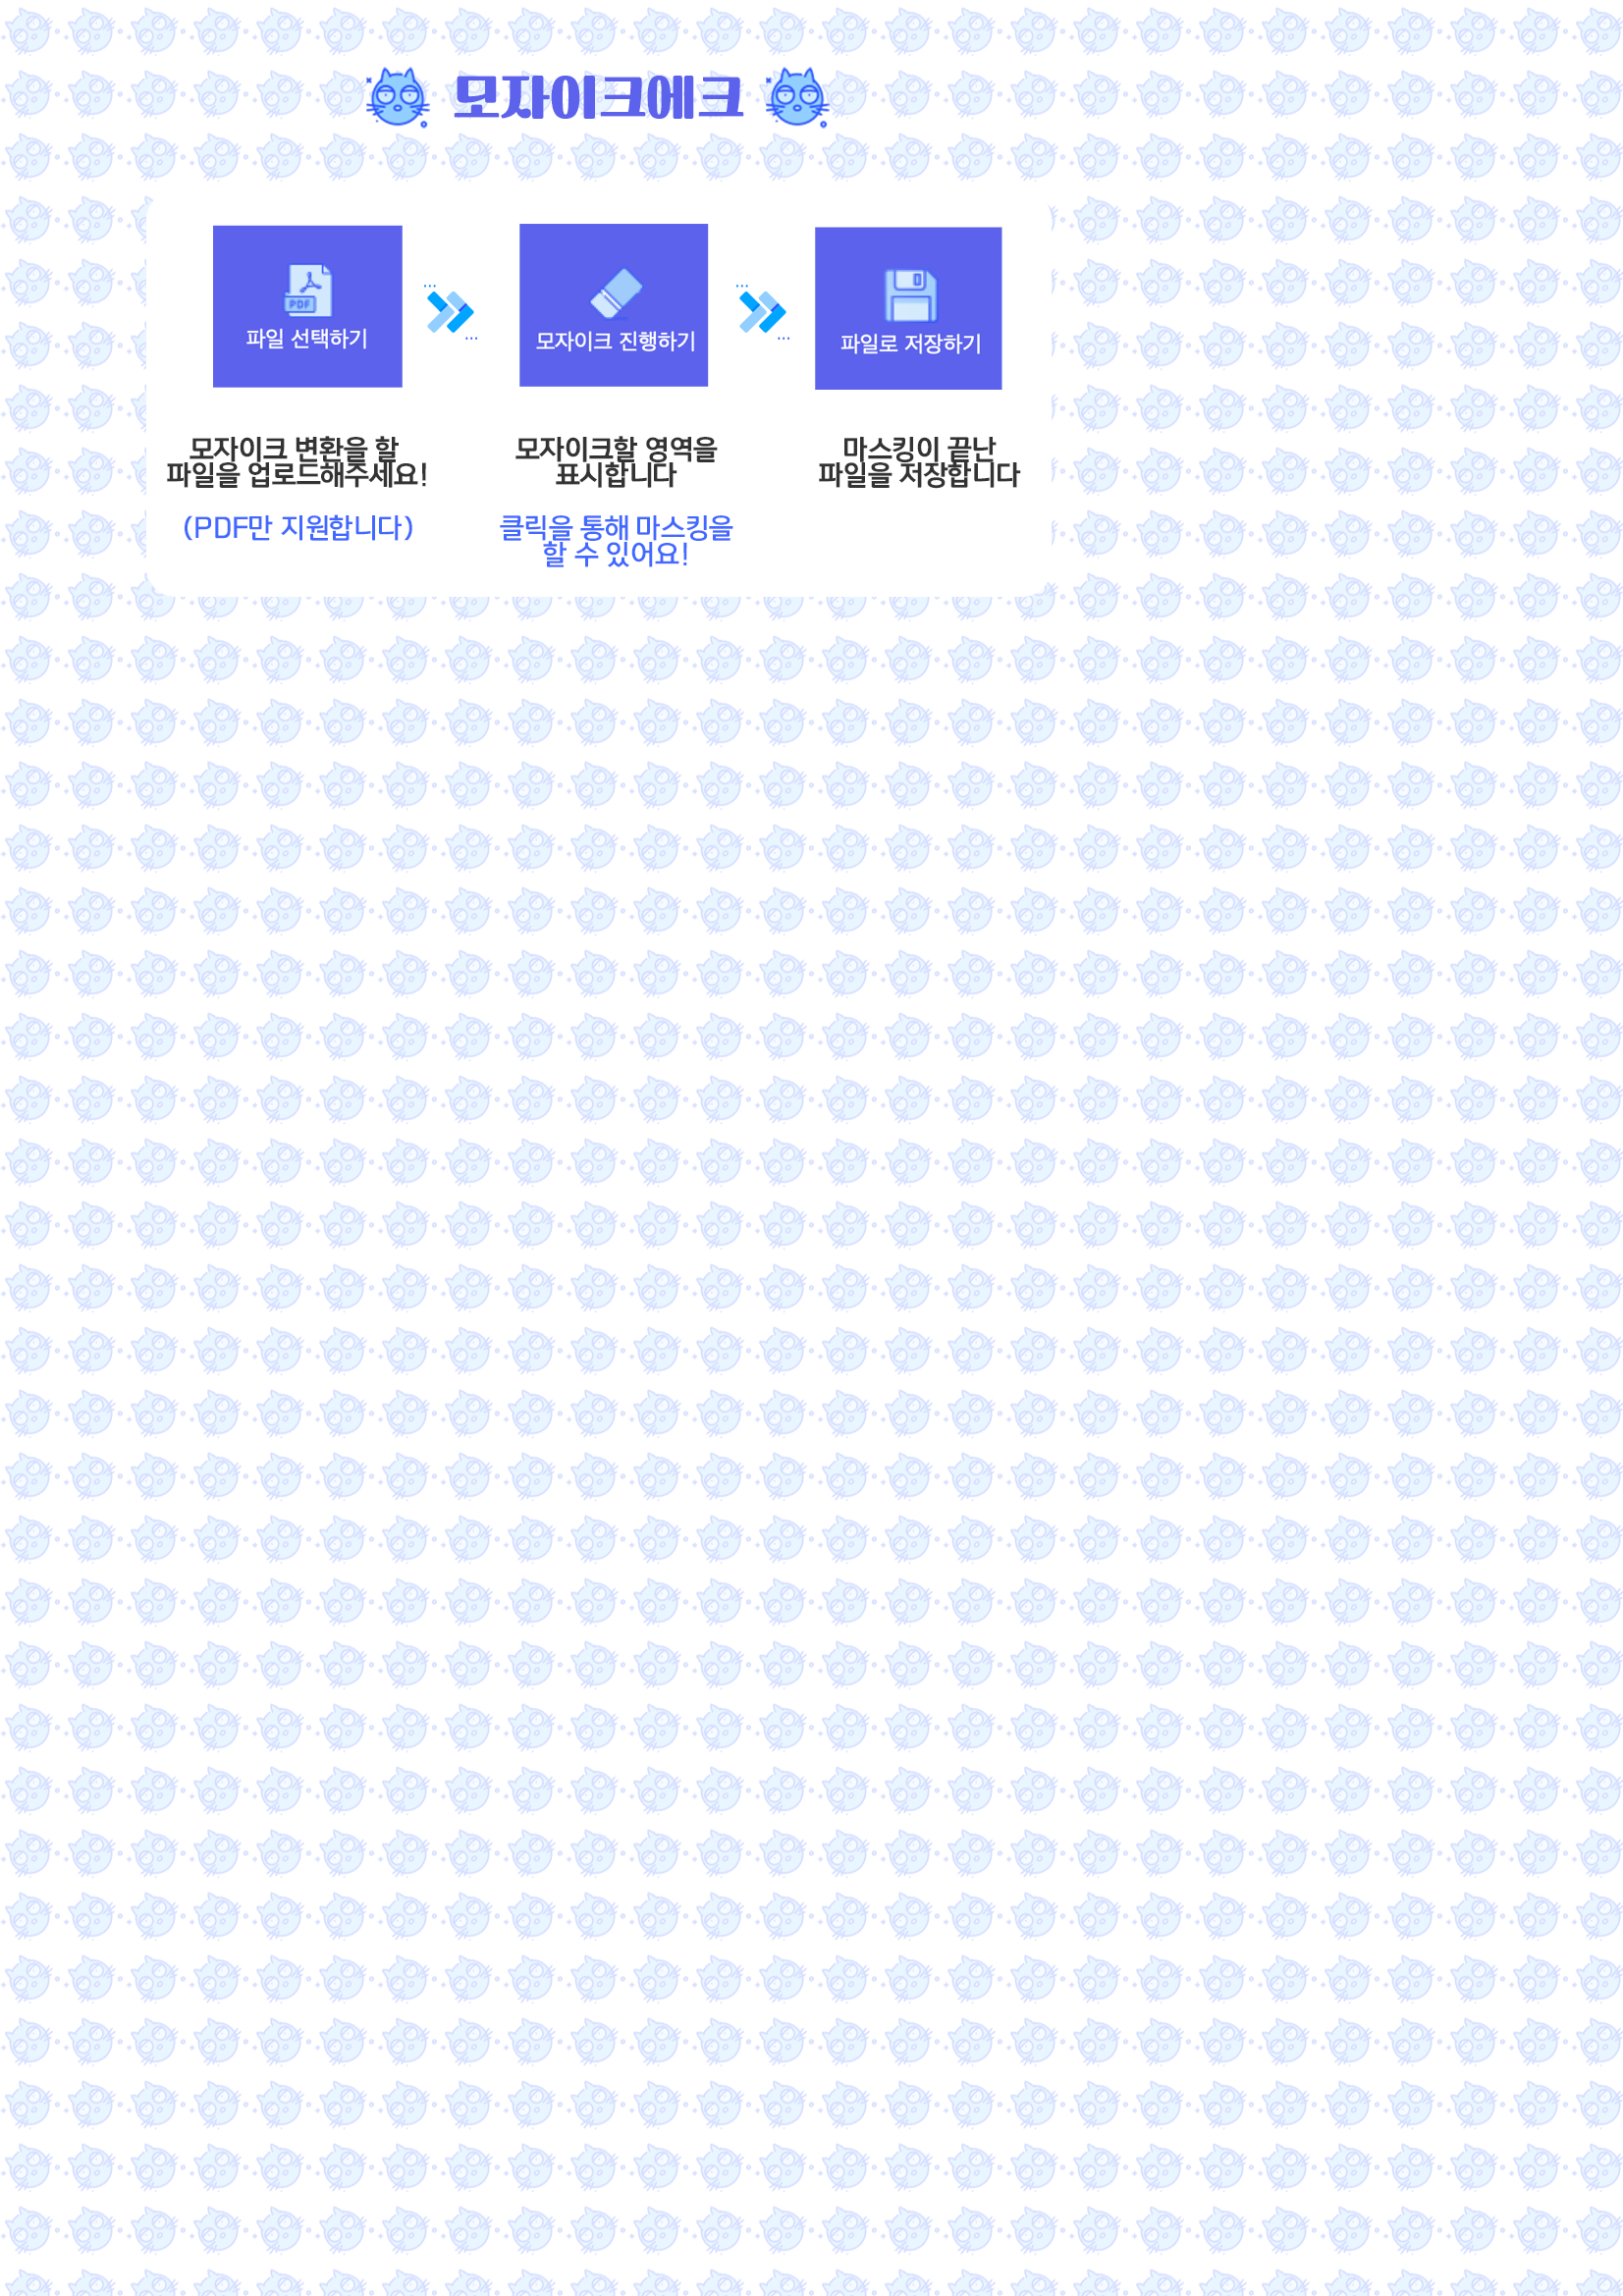 모자이크에크
PDF
파일 선택하기
모자이크 진행하기
파일로 저장하기
모자이크 변환을 할
파일을 업로드해주세요!
(PDF만 지원합니다)
모자이크할 영역을
표시합니다
클릭을 통해 마스킹을
할 수 있어요!
마스킹이 끝난
파일을 저장합니다